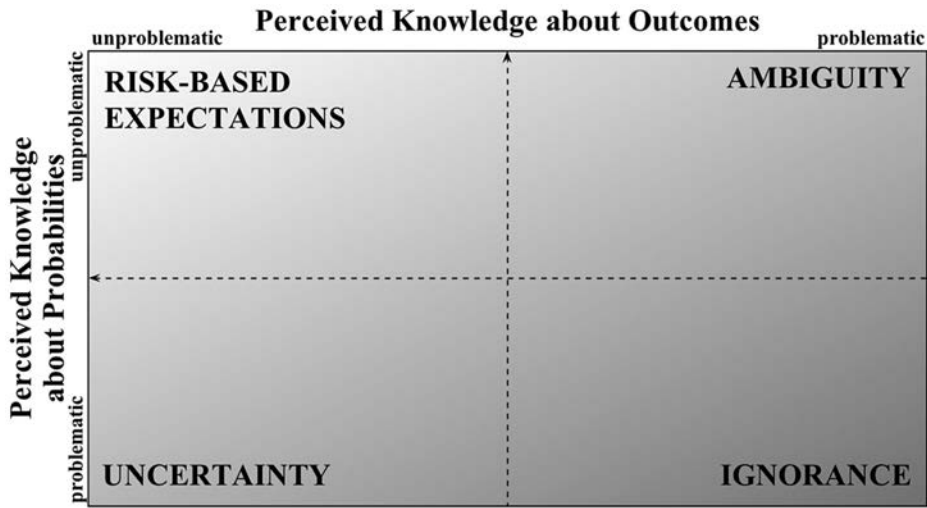 Perceived Knowledge about Outcomes
unproblematic
problematic
Perceived Knowledge
about Probabilities
unproblematic
problematic
RISK-BASED
EXPECTATIONS
AMBIGUITY
UNCERTAINTY
IGNORANCE